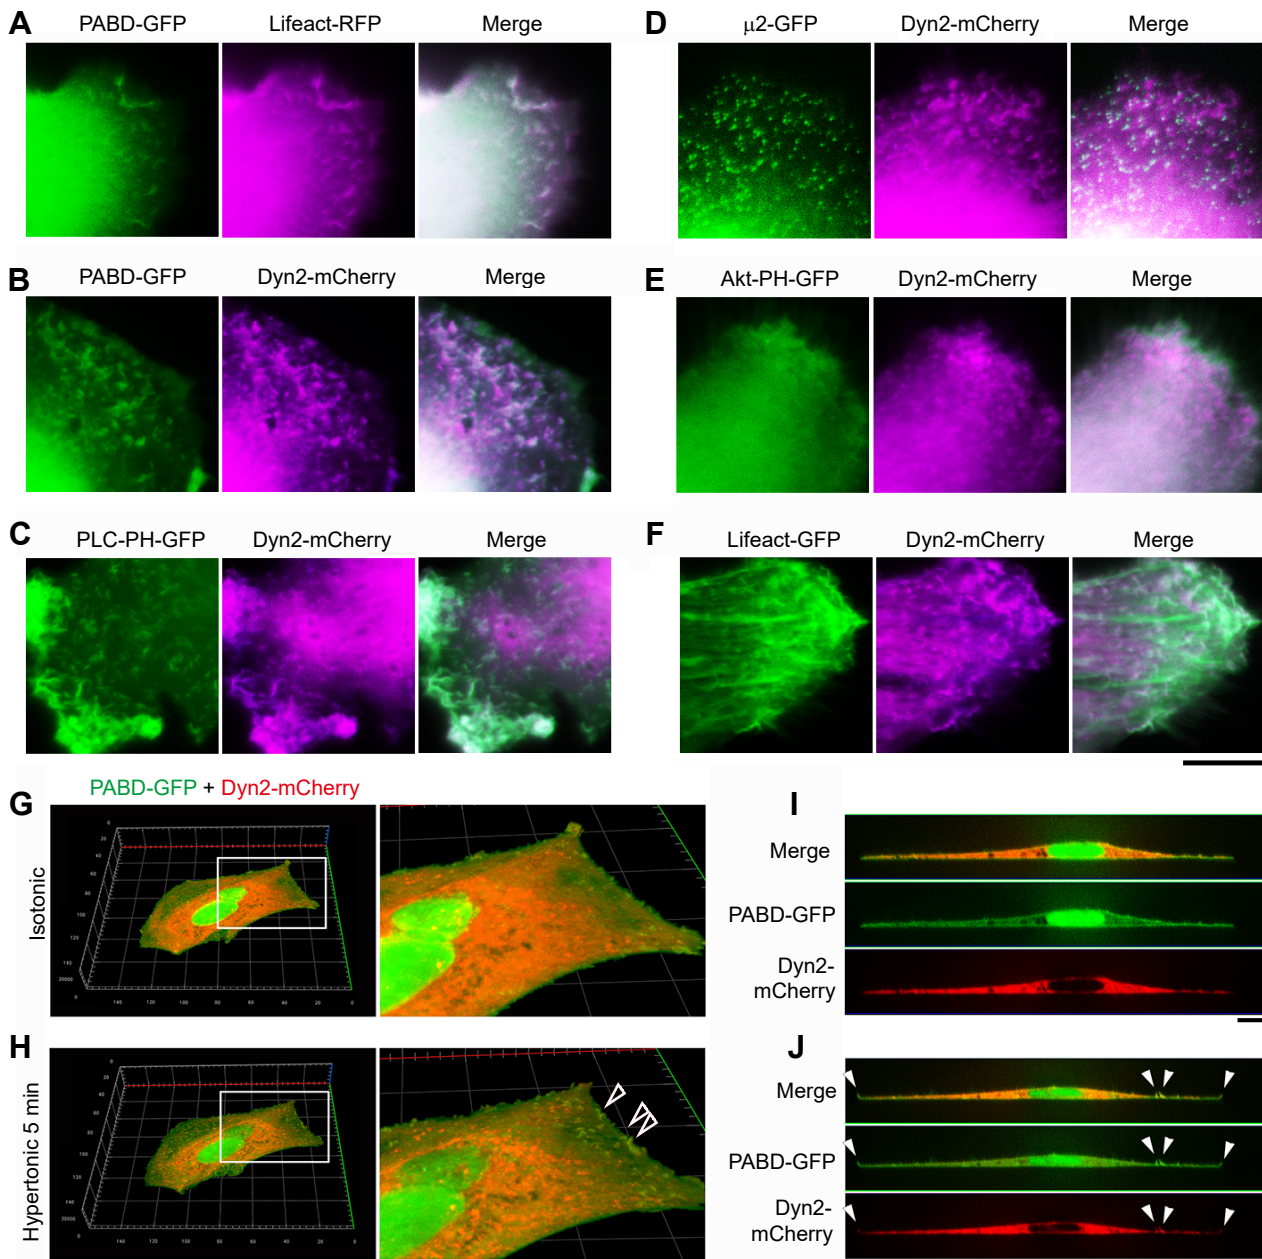 A PABD-GFP Lifeact-RFP Merge
D μ2-GFP Dyn2-mCherry Merge
B PABD-GFP Dyn2-mCherry Merge
E Akt-PH-GFP Dyn2-mCherry Merge
C PLC-PH-GFP Dyn2-mCherry Merge
F Lifeact-GFP Dyn2-mCherry Merge
PABD-GFP + Dyn2-mCherry
G
Isotonic
H
Hypertonic 5 min
I
Merge
PABD-GFP
Dyn2-
mCherry
J
Merge
PABD-GFP
Dyn2-
mCherry